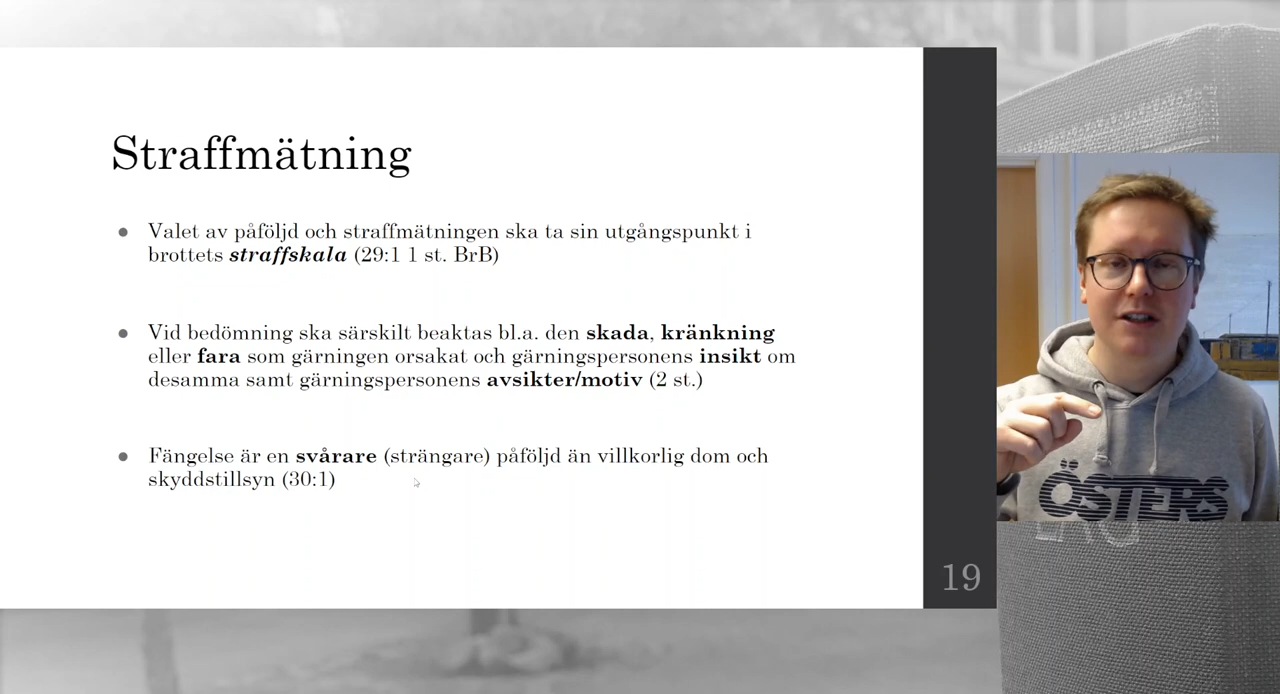 Straffmätning
Valet av påföljd och straffmätningen ska ta sin utgångspunkt i
brottets straffskala (29:1 1 st. BrB)
Vid bedömning ska särskilt beaktas bl.a. den skada, kränkning
eller fara som gärningen orsakat och gärningspersonens insikt om
desamma samt gärningspersonens avsikter/motiv (2 st.)
Fängelse är en svårare (strängare) påföljd än villkorlig dom och
skyddstillsyn (30:1)
19
ÖSTERS